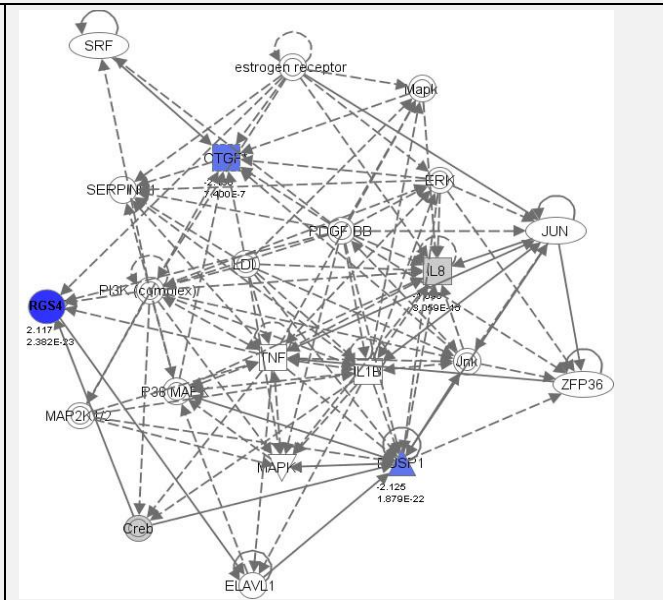 SRF
estrogen receptor
Mapk
CTGF
7.400E-7
ERK
PDGF BB
JUN
LDL
IL8
3.059E-15
PI3K (complex)
RGS4
2.117
2.382E-23
TNF
IL1B
Jnk
P38 MAPK
ZFP36
MAP2K1/2
MAPK
DUSP1
-2.125
1.879E-22
Creb
ELAVL1